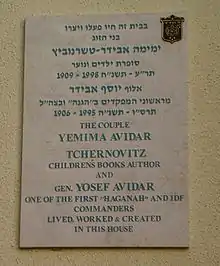 בבית זה חיו פעלו ויצרו
בני הזוג
ימימה אבידר-טשרנוביץ
סופרת ילדים ונוער
תר"ע - תשנ"ח 1998 - 1909
אלוף יוסף אבידר
מראשוני המפקדים ב"הגנה" ובצה"ל
תרס"ו - תשנ"ה 1995 - 1906
THE COUPLE
YEMIMA AVIDAR
TCHERNOVITZ
CHILDRENS BOOKS AUTHOR
AND
GEN. YOSEF AVIDAR
ONE OF THE FIRST "HAGANAH" AND IDF
COMMANDERS
LIVED, WORKED & CREATED
IN THIS HOUSE